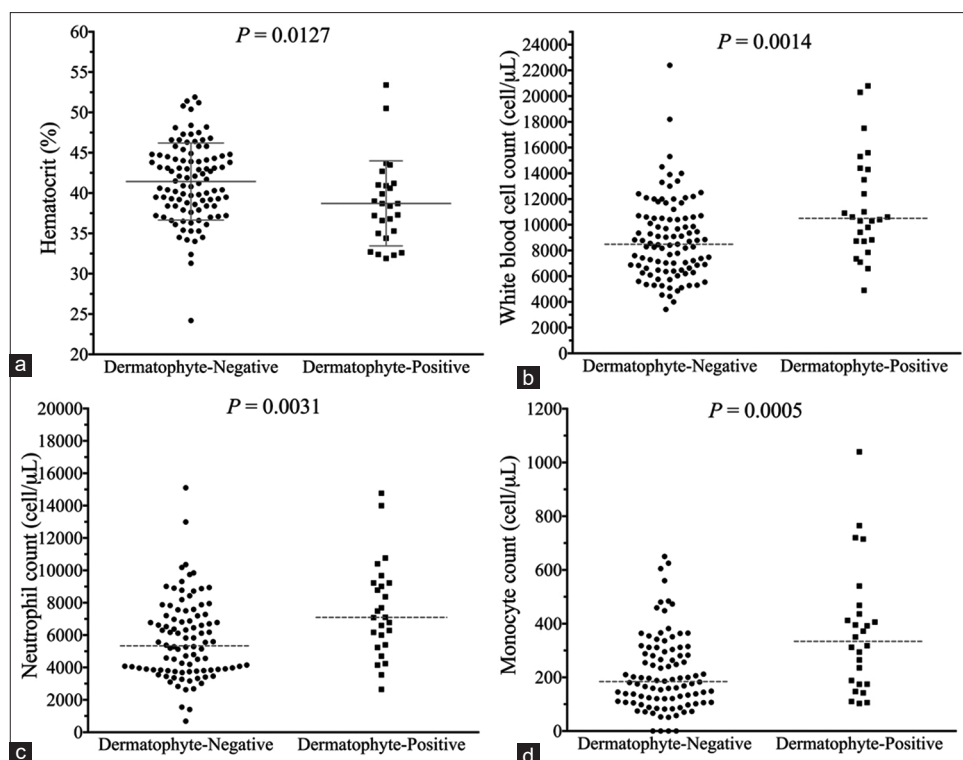 P = 0.0127
60
55
50
45
40
35
30
25
20
Hematocrit (%)
Dermatophyte-Negative Dermatophyte-Positive
a
P = 0.0014
24000
22000
20000
18000
16000
14000
12000
10000
8000
6000
4000
2000
0
White blood cell count (cell/μL)
Dermatophyte-Negative Dermatophyte-Positive
b
P = 0.0031
20000
18000
16000
14000
12000
10000
8000
6000
4000
2000
0
Neutrophil count (cell/μL)
Dermatophyte-Negative Dermatophyte-Positive
c
P = 0.0005
1200
1000
800
600
400
200
0
Monocyte count (cell/μL)
Dermatophyte-Negative Dermatophyte-Positive
d